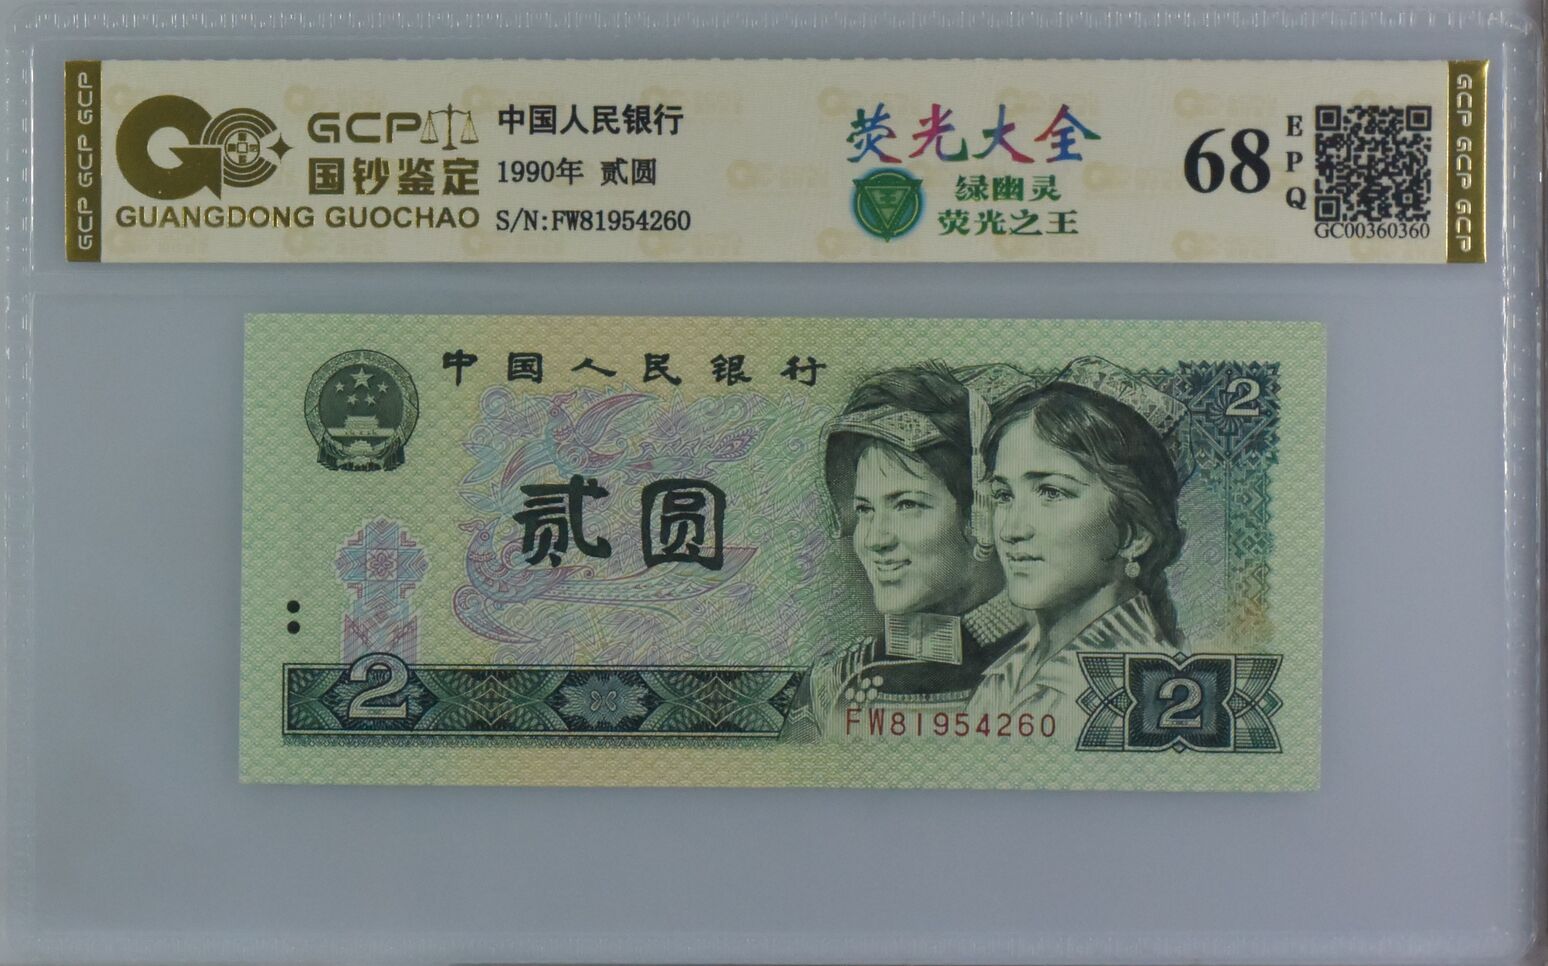 GCP GCP GCP
GCP
国钞鉴定
GUANGDONG GUOCHAO
中国人民银行
1990年 贰圆
S/N:FW81954260
荧光大全
王
绿幽灵
荧光之王
68
EPQ
GC00360360
GCP GCP GCP
中国人民银行
2
贰圆
2
FW81954260
2